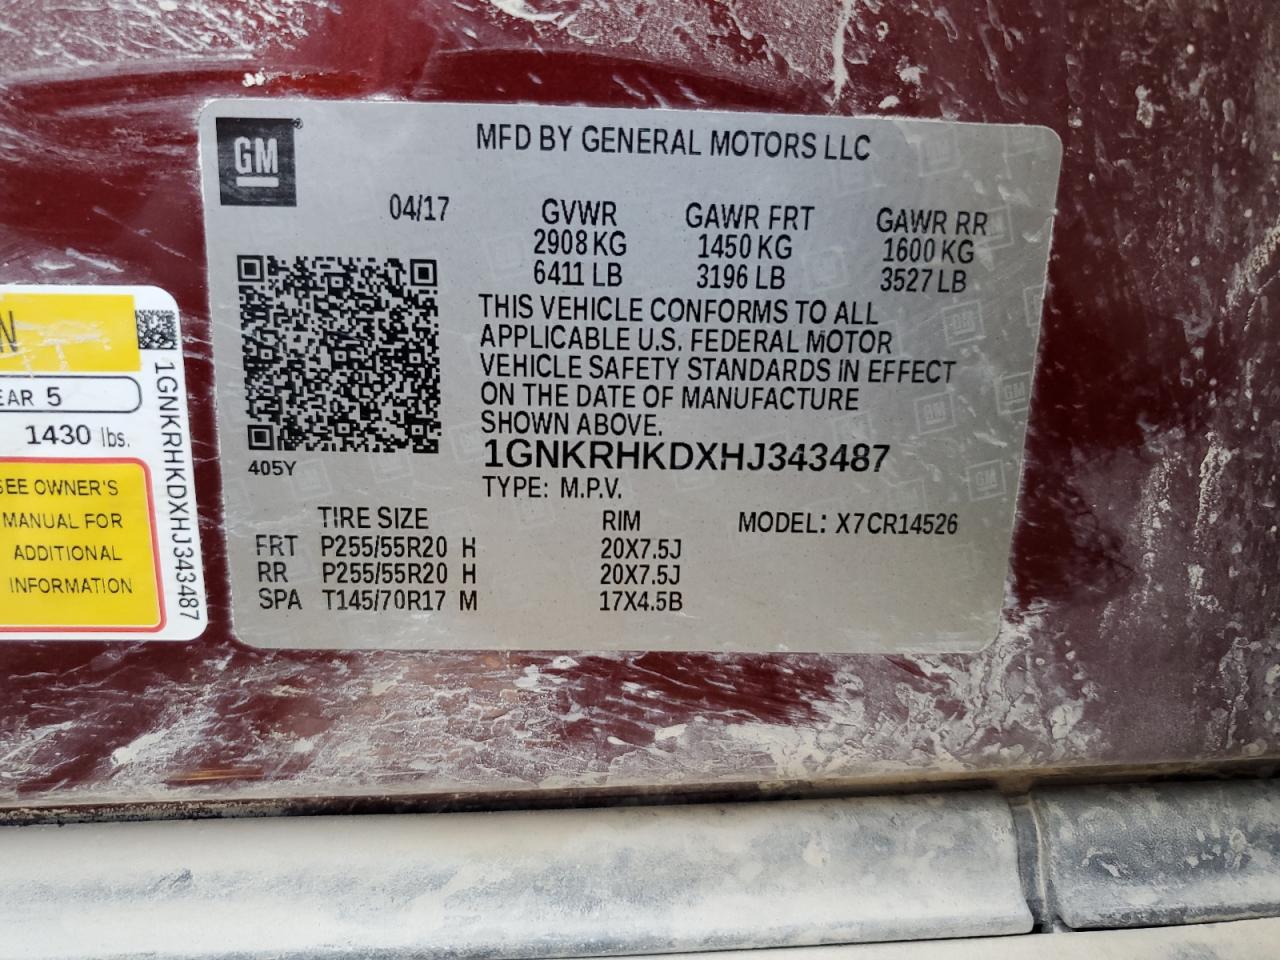 GM
MFD BY GENERAL MOTORS LLC
04/17
GVWR GAWR FRT GAWR RR
2908 KG 1450 KG 1600 KG
6411 LB 3196 LB 3527 LB
THIS VEHICLE CONFORMS TO ALL
APPLICABLE U.S. FEDERAL MOTOR
VEHICLE SAFETY STANDARDS IN EFFECT
ON THE DATE OF MANUFACTURE
SHOWN ABOVE.
405Y
1GNKRHKDXHJ343487
TYPE: M.P.V.
TIRE SIZE RIM MODEL: X7CR14526
FRT P255/55R20 H 20X7.5J
RR P255/55R20 H 20X7.5J
SPA T145/70R17 M 17X4.5B
N
EAR 5
1430 lbs.
SEE OWNER'S
MANUAL FOR
ADDITIONAL
INFORMATION
1GNKRHKDXHJ343487